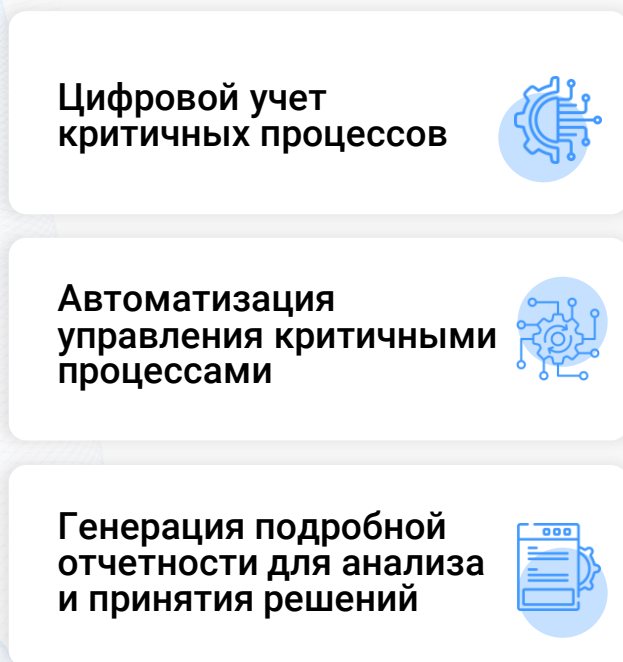 Цифровой учет
критичных процессов
Автоматизация
управления критичными
процессами
Генерация подробной
отчетности для анализа
и принятия решений